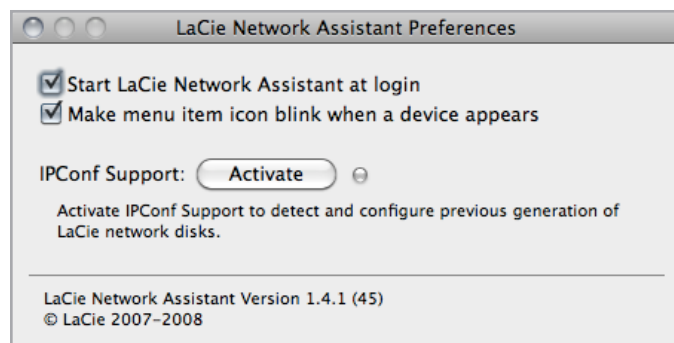 LaCie Network Assistant Preferences
Start LaCie Network Assistant at login
Make menu item icon blink when a device appears
IPConf Support: Activate
Activate IPConf Support to detect and configure previous generation of
LaCie network disks.
LaCie Network Assistant Version 1.4.1 (45)
© LaCie 2007-2008